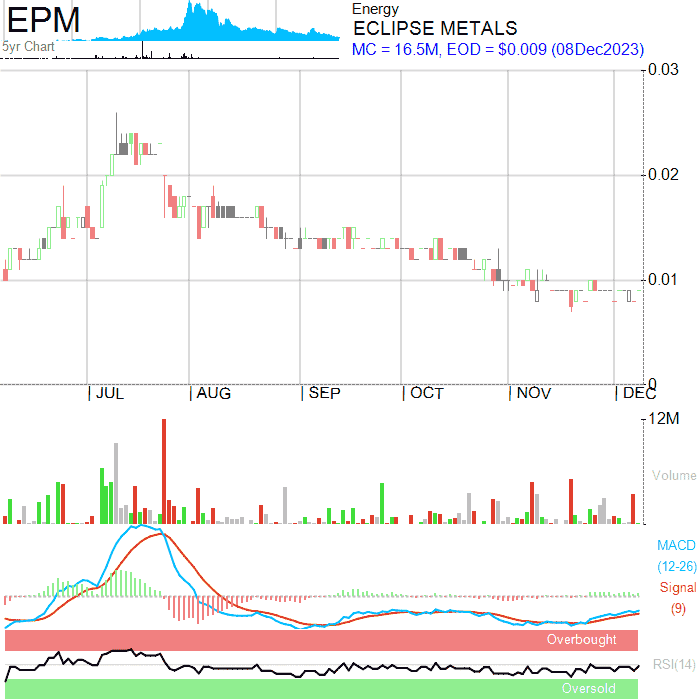 EPM
5yr Chart
Energy
ECLIPSE METALS
MC = 16.5M, EOD = $0.009 (08Dec2023)
0.03
0.02
0.01
0
JUL AUG SEP OCT NOV DEC
12M
Volume
MACD
(12-26)
Signal
(9)
Overbought
RSI(14)
Oversold